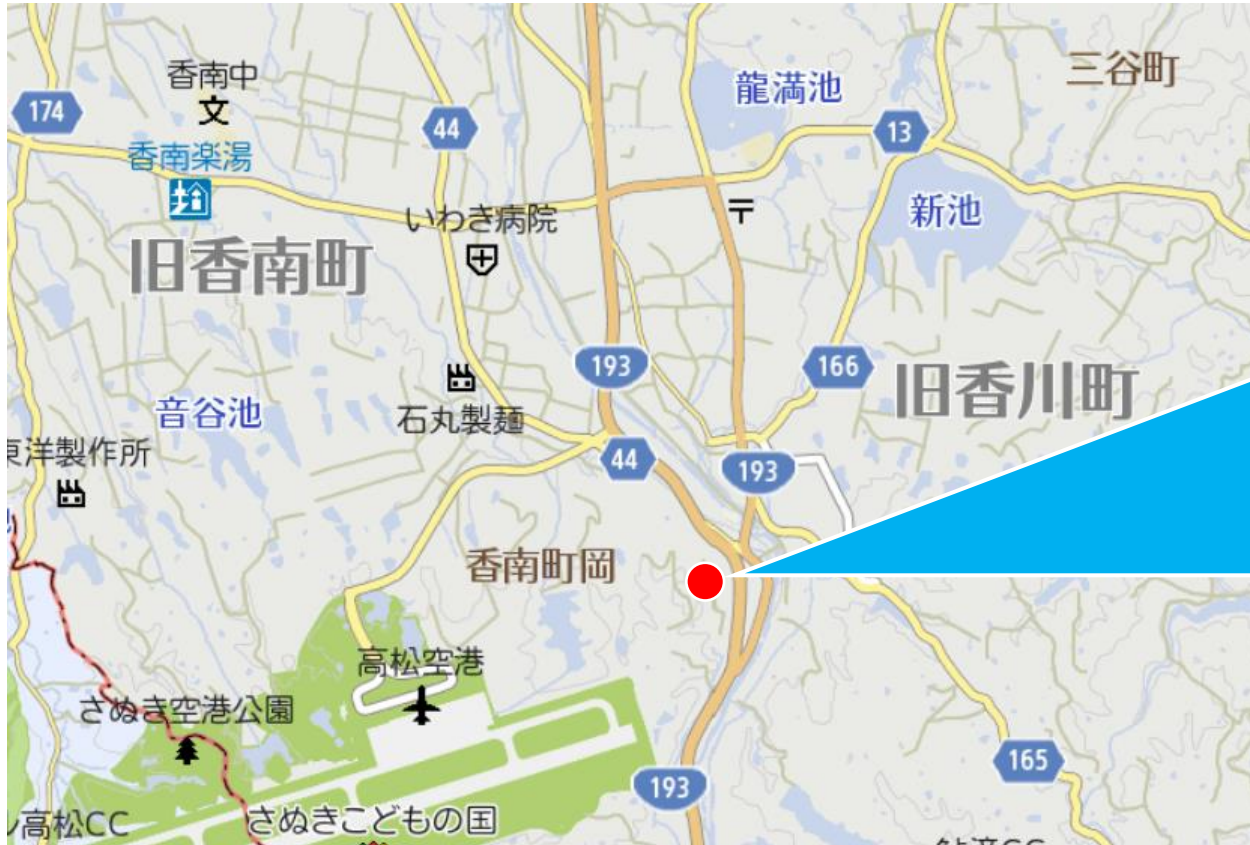 香南中
三谷町
龍満池
174
44
13
香南楽湯
新池
いわき病院
旧香南町
193
166
旧香川町
音谷池
石丸製麺
東洋製作所
44
193
香南町岡
高松空港
さぬき空港公園
165
193
高松CC
さぬきこどもの国